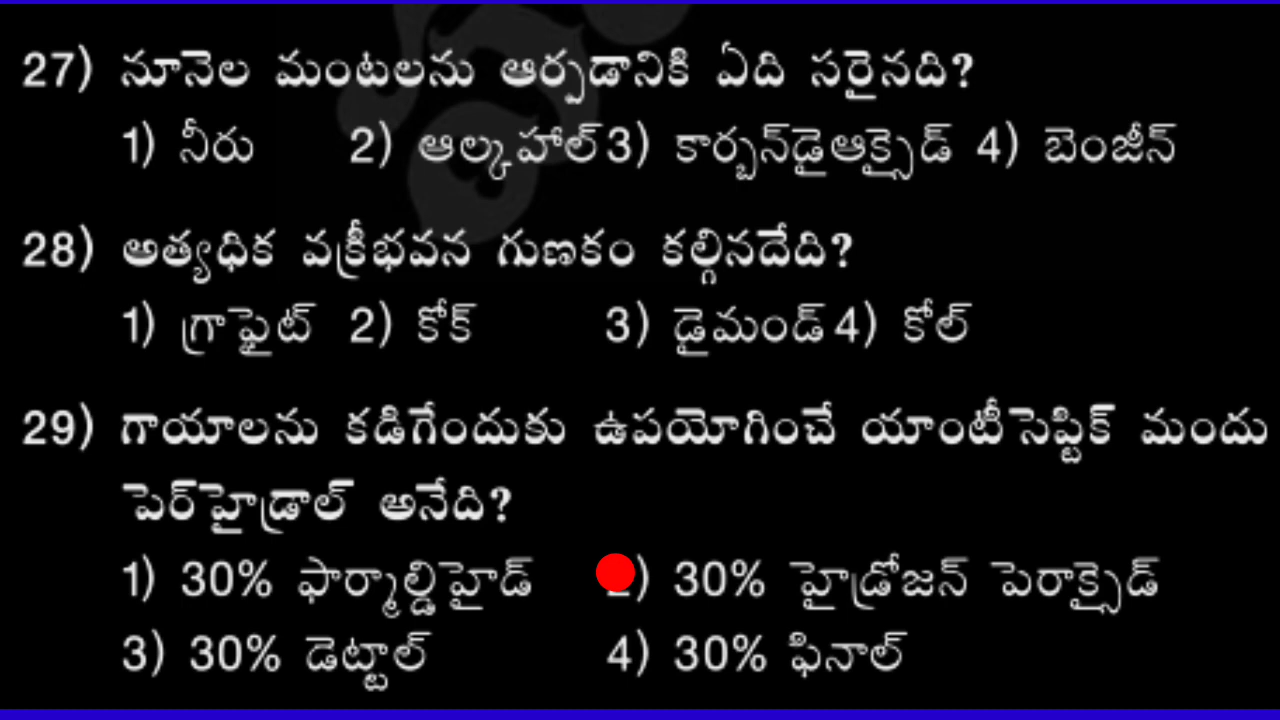 27) నూనెల మంటలను ఆర్పడానికి ఏది సరైనది?
1) నీరు 2) ఆల్కహాల్ 3) కార్బన్‌డైఆక్సైడ్ 4) బెంజీన్
28) అత్యధిక వక్రీభవన గుణకం కల్గినదేది?
1) గ్రాఫైట్ 2) కోక్ 3) డైమండ్ 4) కోల్
29) గాయాలను కడిగేందుకు ఉపయోగించే యాంటీసెప్టిక్ మందు
పెర్‌హైడ్రాల్ అనేది?
1) 30% ఫార్మాల్డిహైడ్ 2) 30% హైడ్రోజన్ పెరాక్సైడ్
3) 30% డెట్టాల్ 4) 30% ఫినాల్